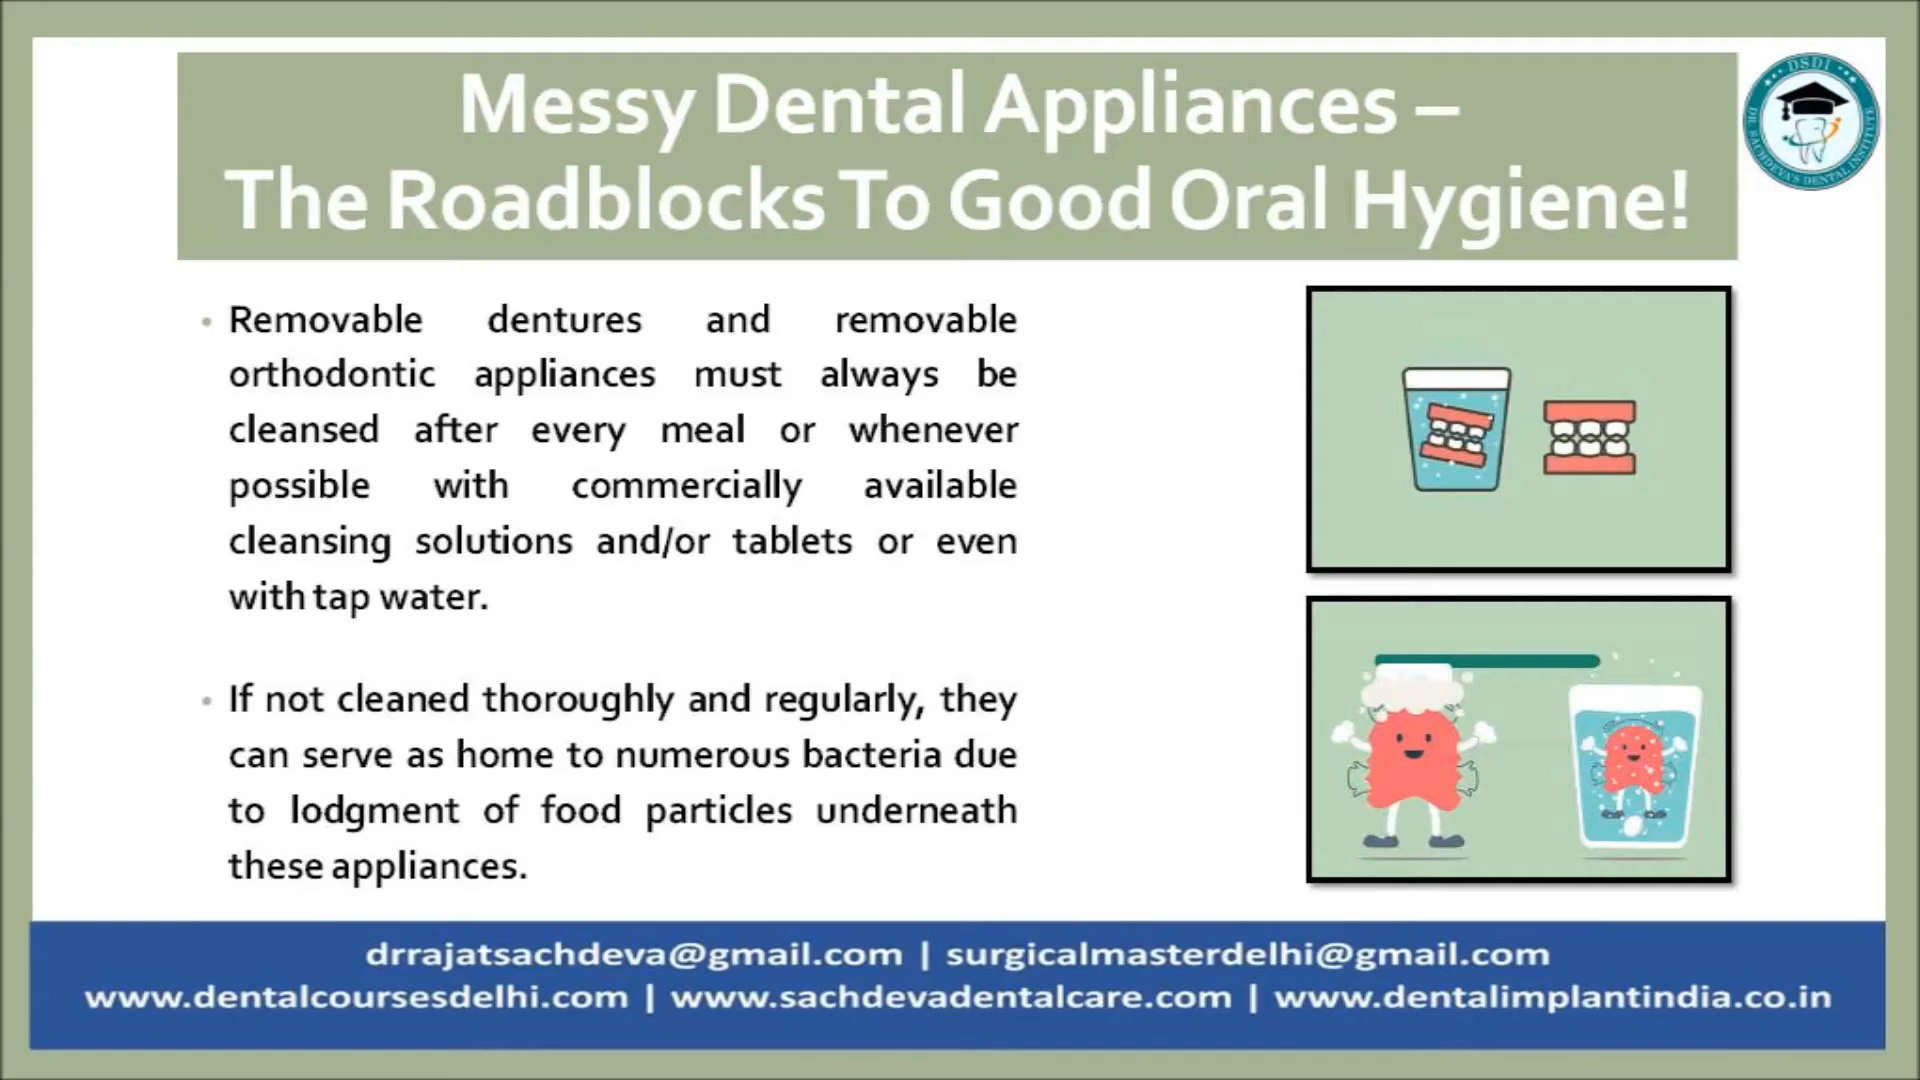 Messy Dental Appliances –
The Roadblocks To Good Oral Hygiene!
DSDI
DR. SACHDEVA'S DENTAL INSTITUTE
• Removable dentures and removable
orthodontic appliances must always be
cleansed after every meal or whenever
possible with commercially available
cleansing solutions and/or tablets or even
with tap water.
• If not cleaned thoroughly and regularly, they
can serve as home to numerous bacteria due
to lodgment of food particles underneath
these appliances.
drrajatsachdeva@gmail.com | surgicalmasterdelhi@gmail.com
www.dentalcoursesdelhi.com | www.sachdevadentalcare.com | www.dentalimplantindia.co.in